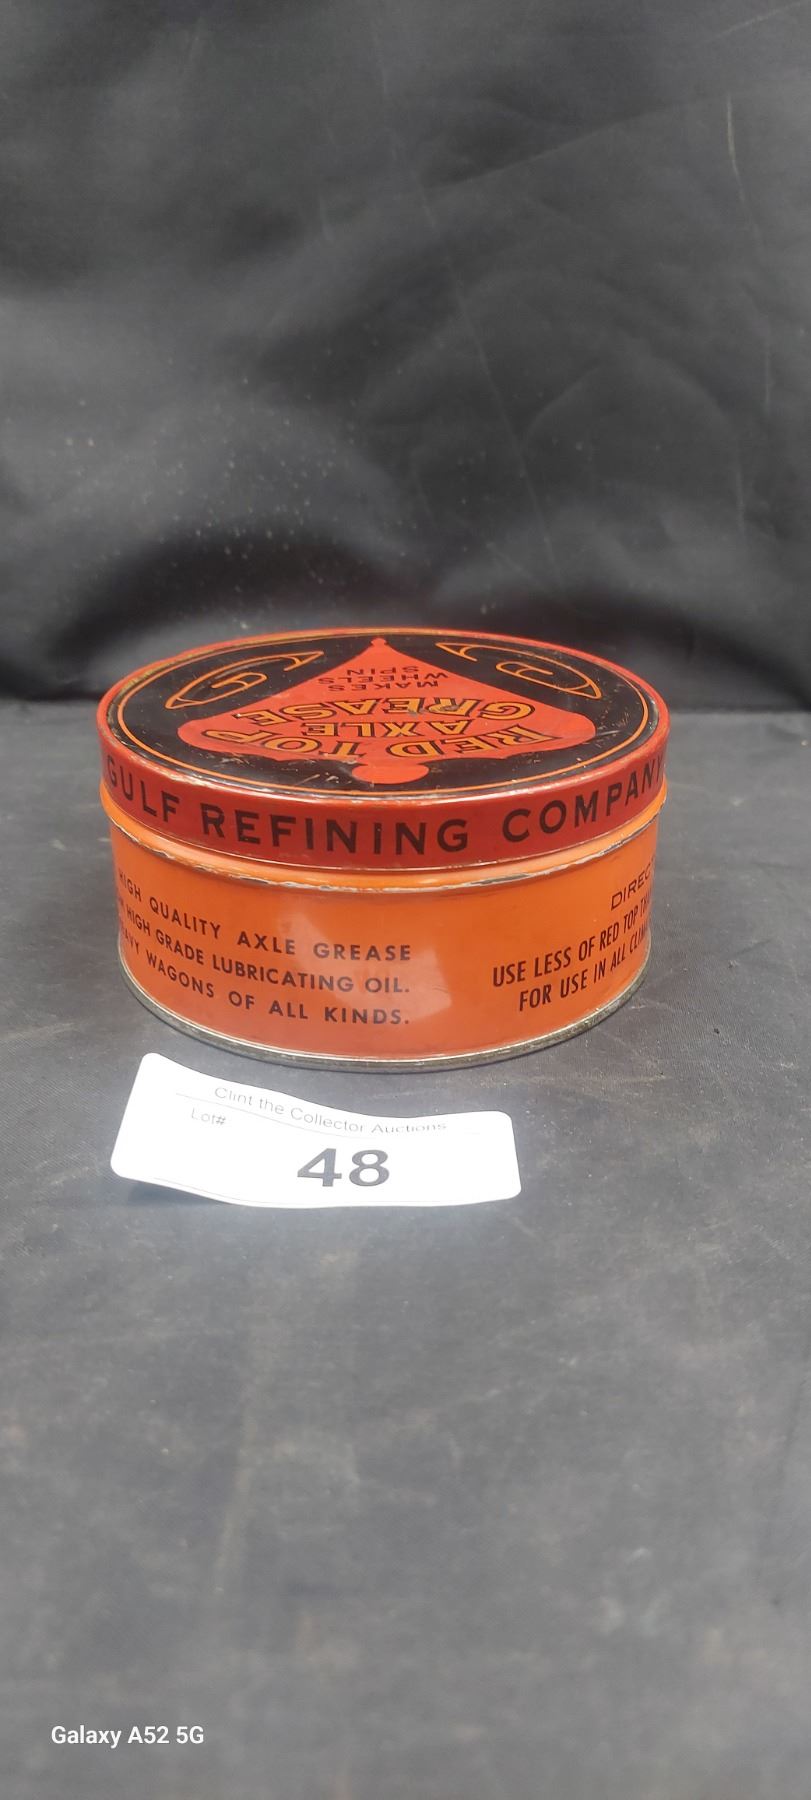 MAKES
WHEELS
SPIN
RED TOP
AXLE
GREASE
GULF REFINING COMPANY
HIGH QUALITY AXLE GREASE
HIGH GRADE LUBRICATING OIL.
WAGONS OF ALL KINDS.
USE LESS OF RED TOP
FOR USE IN ALL
Clint the Collector Auctions
Lot#
48
Galaxy A52 5G